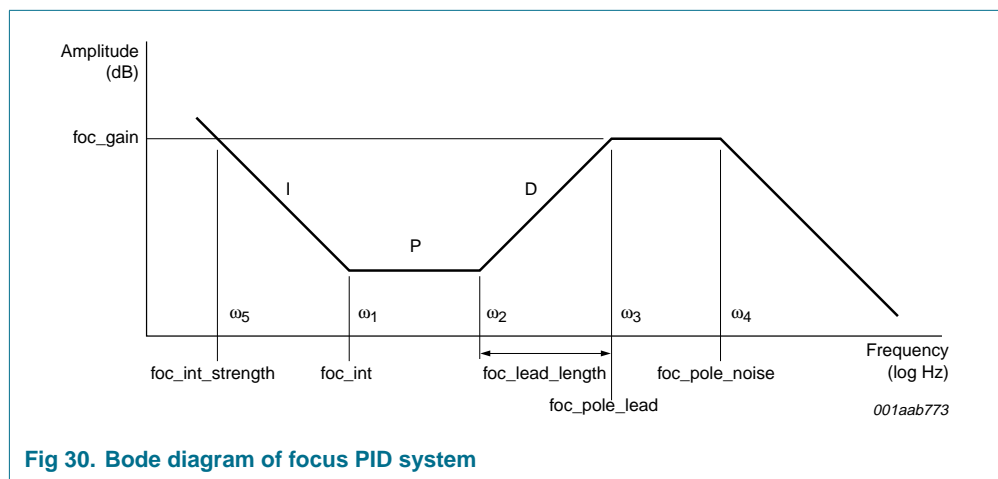 Amplitude
(dB)
foc_gain
I
P
D
ω5
ω1
ω2
ω3
ω4
Frequency
(log Hz)
foc_int_strength
foc_int
foc_lead_length
foc_pole_noise
foc_pole_lead
001aab773
Fig 30. Bode diagram of focus PID system